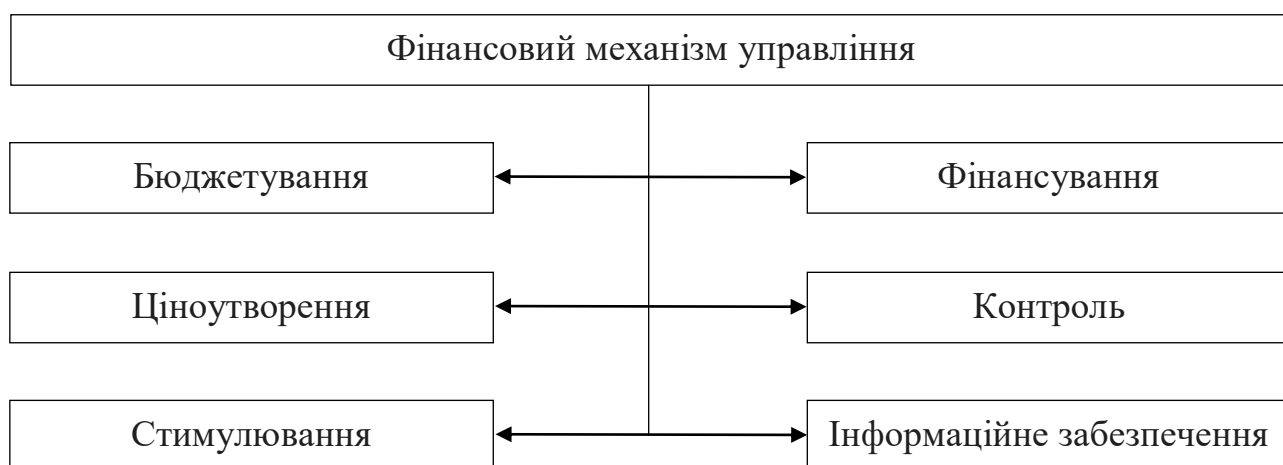 Фінансовий механізм управління
Бюджетування
Фінансування
Ціноутворення
Контроль
Стимулювання
Інформаційне забезпечення